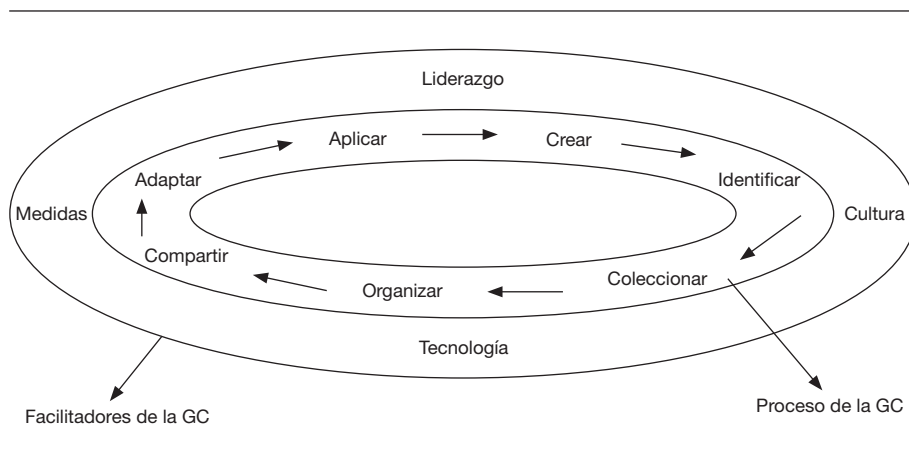 Liderazgo
Aplicar
Crear
Adaptar
Identificar
Medidas
Cultura
Compartir
Coleccionar
Organizar
Tecnología
Facilitadores de la GC
Proceso de la GC